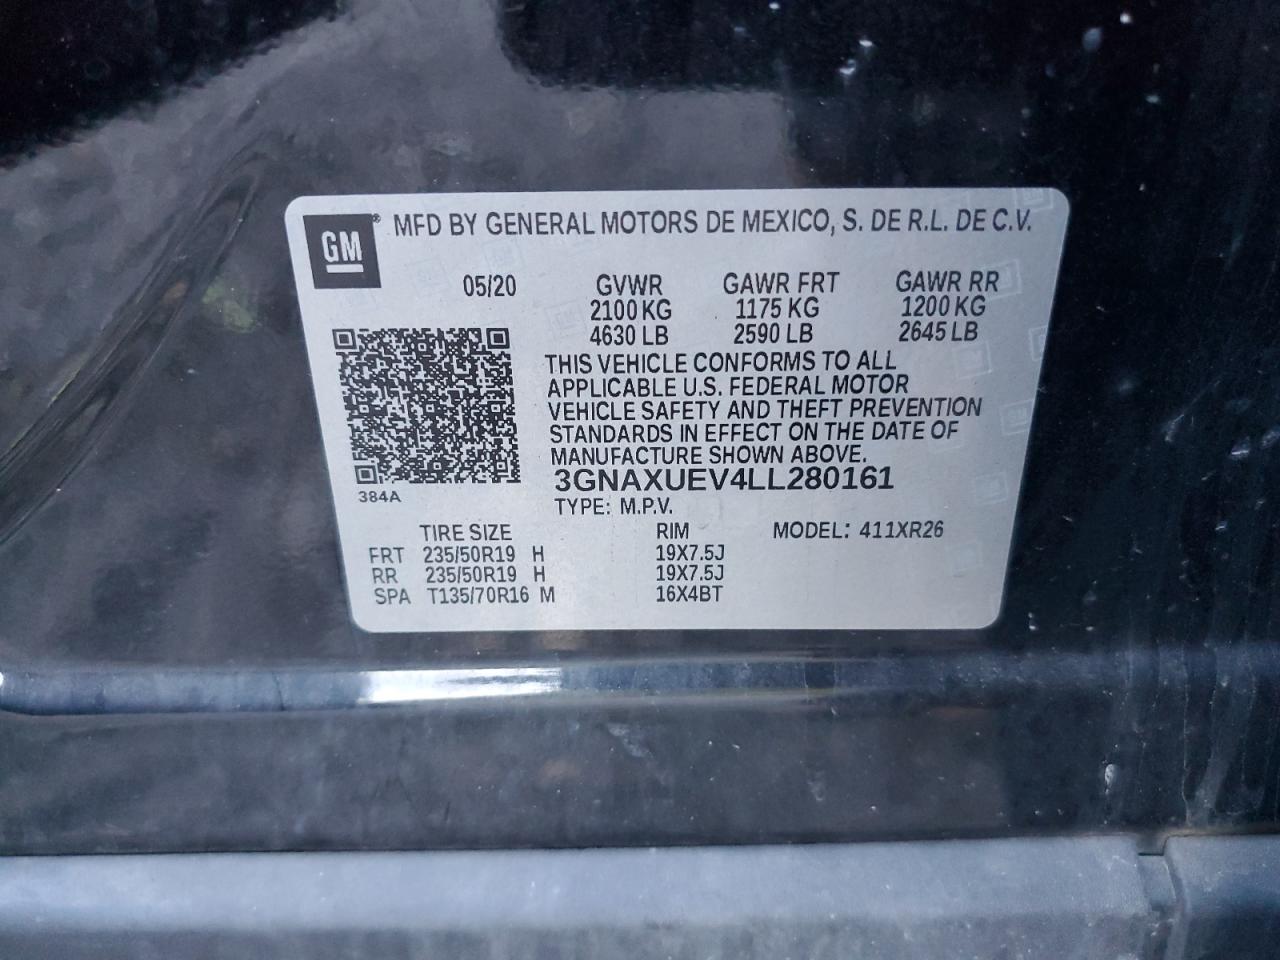 GM® MFD BY GENERAL MOTORS DE MEXICO, S. DE R.L. DE C.V.
05/20 GVWR GAWR FRT GAWR RR
2100 KG 1175 KG 1200 KG
4630 LB 2590 LB 2645 LB
THIS VEHICLE CONFORMS TO ALL
APPLICABLE U.S. FEDERAL MOTOR
VEHICLE SAFETY AND THEFT PREVENTION
STANDARDS IN EFFECT ON THE DATE OF
MANUFACTURE SHOWN ABOVE.
3GNAXUEV4LL280161
384A
TYPE: M.P.V.
TIRE SIZE RIM MODEL: 411XR26
FRT 235/50R19 H 19X7.5J
RR 235/50R19 H 19X7.5J
SPA T135/70R16 M 16X4BT